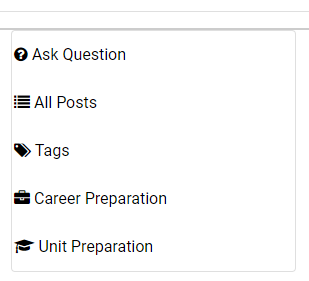 Ask Question
All Posts
Tags
Career Preparation
Unit Preparation